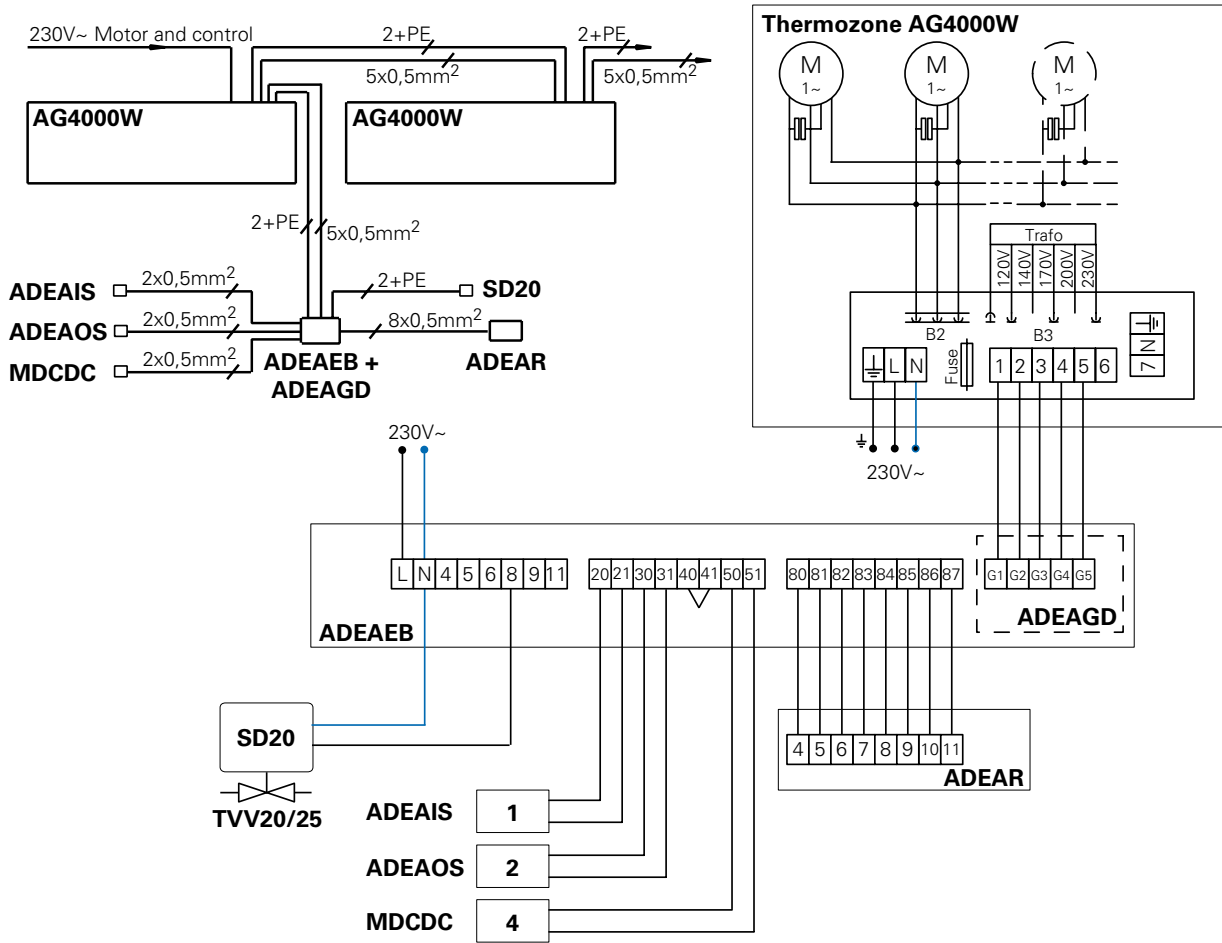 230V~ Motor and control
2+PE
2+PE
5x0,5mm2
5x0,5mm2
AG4000W
AG4000W
2+PE
5x0,5mm2
ADEAIS
2x0,5mm2
2+PE
SD20
ADEAOS
2x0,5mm2
8x0,5mm2
MDCDC
2x0,5mm2
ADEAEB +
ADEAGD
ADEAR
Thermozone AG4000W
M
1~
M
1~
M
1~
Trafo
120V
140V
170V
200V
230V
B2
B3
Fuse
L N
1 2 3 4 5 6
7 N
230V~
230V~
L N 4 5 6 8 9 11
20 21 30 31 40 41 50 51
80 81 82 83 84 85 86 87
G1 G2 G3 G4 G5
ADEAGD
ADEAEB
SD20
TVV20/25
4 5 6 7 8 9 10 11
ADEAR
ADEAIS 1
ADEAOS 2
MDCDC 4